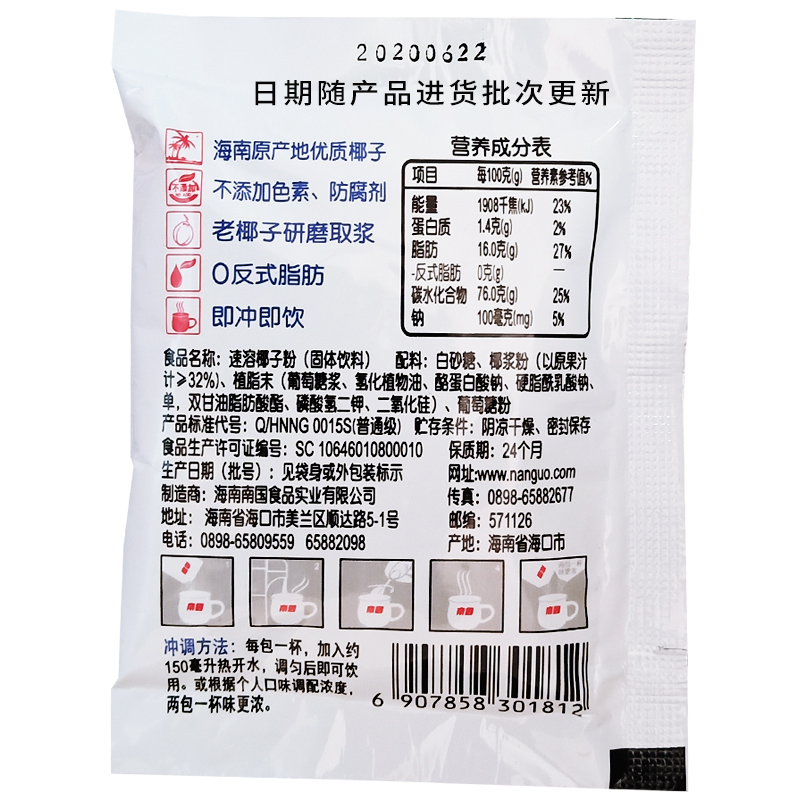 20200622
日期随产品进货批次更新
海南原产地优质椰子
不添加
不添加色素、防腐剂
老椰子研磨取浆
0反式脂肪
即冲即饮
营养成分表
项目 每100克(g) 营养素参考值%
能量 1908千焦(kJ) 23%
蛋白质 1.4克(g) 2%
脂肪 16.0克(g) 27%
-反式脂肪 0克(g) —
碳水化合物 76.0克(g) 25%
钠 100毫克(mg) 5%
食品名称：速溶椰子粉（固体饮料） 配料：白砂糖、椰浆粉（以原果汁
计≥32%）、植脂末（葡萄糖浆、氢化植物油、酪蛋白酸钠、硬脂酰乳酸钠、
单，双甘油脂肪酸酯、磷酸氢二钾、二氧化硅）、葡萄糖粉
产品标准代号：Q/HNNG 0015S(普通级) 贮存条件：阴凉干燥、密封保存
食品生产许可证编号：SC 10646010800010 保质期：24个月
生产日期（批号）：见袋身或外包装标示 网址:www.nanguo.com
制造商：海南南国食品实业有限公司 传真：0898-65882677
地址：海南省海口市美兰区顺达路5-1号 邮编：571126
电话：0898-65809559 65882098 产地：海南省海口市
2 4
南国 南国 南国 南国 南国
冲调方法：每包一杯，加入约
150毫升热开水，调匀后即可饮
用。或根据个人口味调配浓度，
两包一杯味更浓。
6 907858 301812